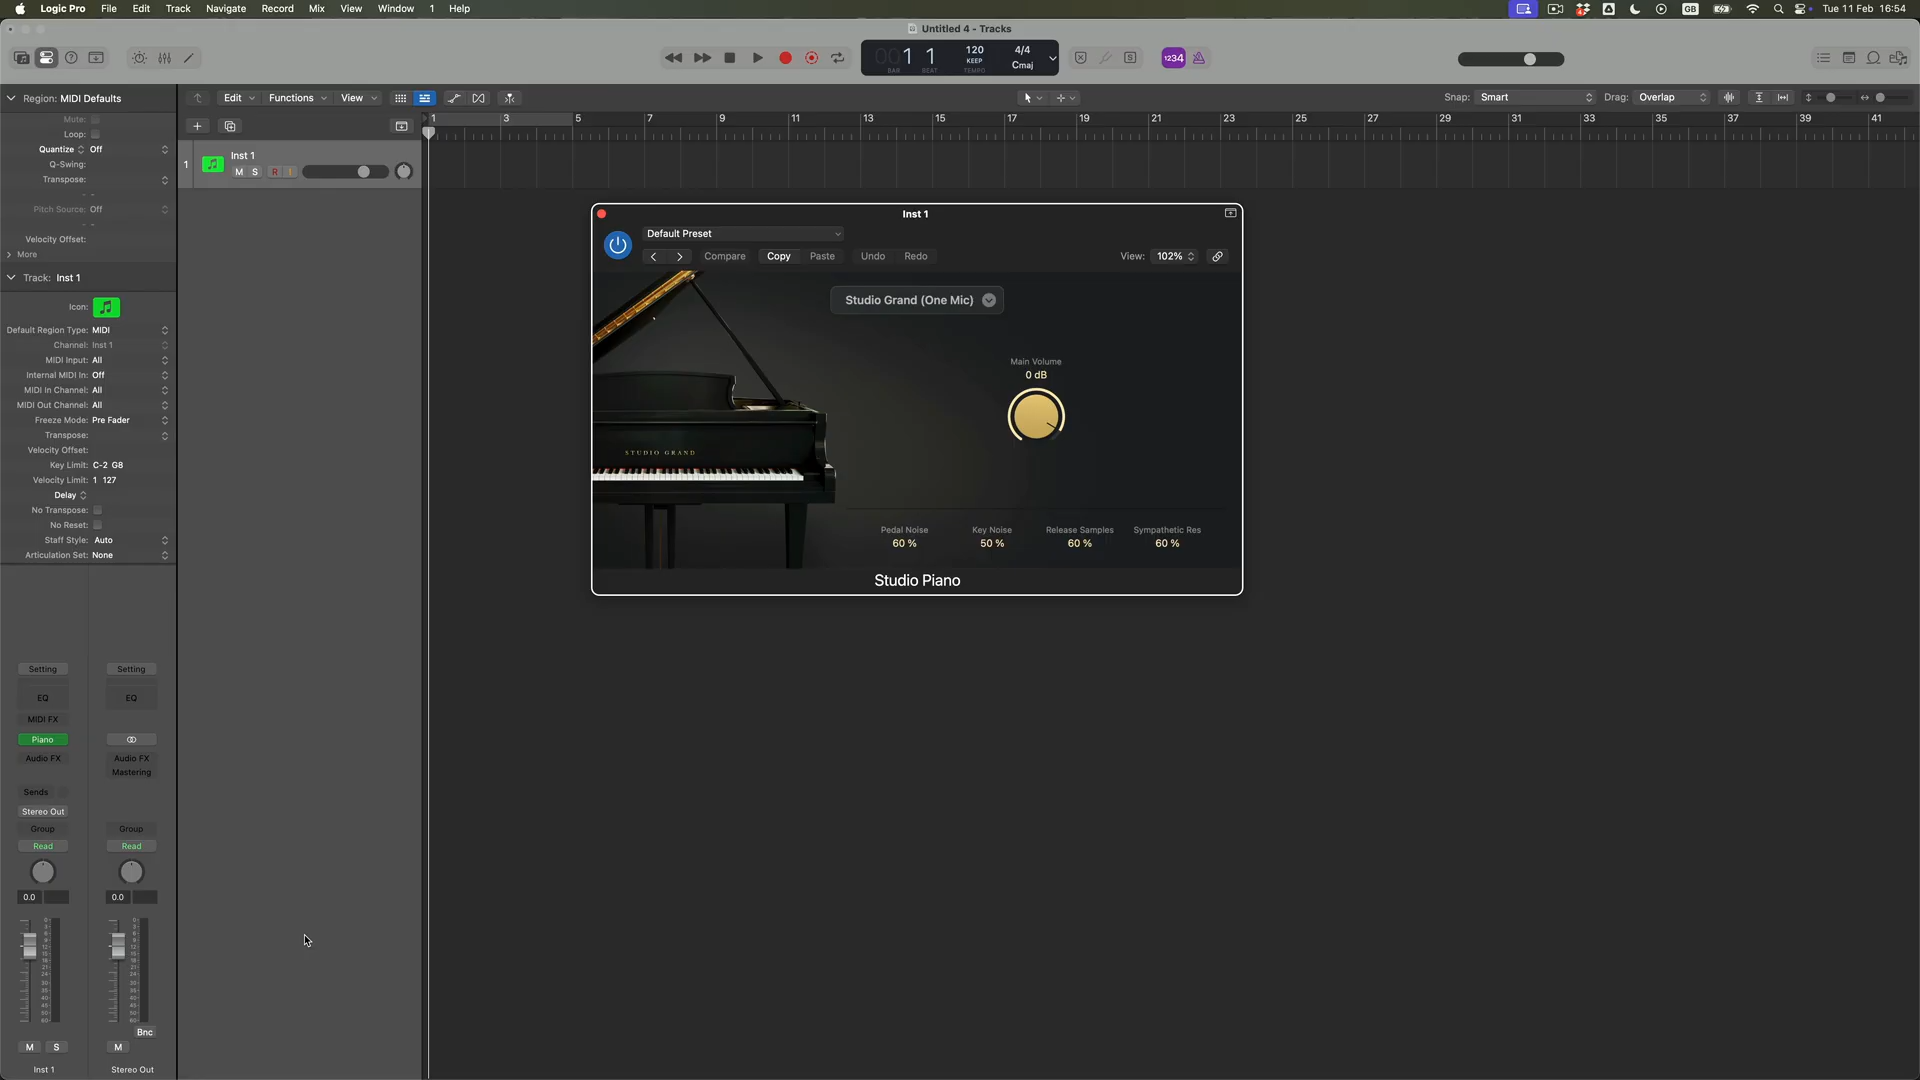 Logic Pro File Edit Track Navigate Record Mix View Window 1 Help GB Tue 11 Feb 16:54
Untitled 4 - Tracks
001 1 120 4/4
KEEP Cmaj
BAR BEAT TEMPO
1234
Region: MIDI Defaults
Edit Functions View
Snap: Smart Drag: Overlap
Mute:
Loop:
Quantize Off
Q-Swing:
Transpose:
Pitch Source: Off
Velocity Offset:
More
Track: Inst 1
Icon:
Default Region Type: MIDI
Channel: Inst 1
MIDI Input: All
Internal MIDI In: Off
MIDI In Channel: All
MIDI Out Channel: All
Freeze Mode: Pre Fader
Transpose:
Velocity Offset:
Key Limit: C-2 G8
Velocity Limit: 1 127
Delay
No Transpose:
No Reset:
Staff Style: Auto
Articulation Set: None
1 3 5 7 9 11 13 15 17 19 21 23 25 27 29 31 33 35 37 39 41
1 Inst 1
M S R I
Inst 1
Default Preset
Compare Copy Paste Undo Redo View: 102%
Studio Grand (One Mic)
Main Volume
0 dB
STUDIO GRAND
Pedal Noise Key Noise Release Samples Sympathetic Res
60 % 50 % 60 % 60 %
Studio Piano
Setting Setting
EQ EQ
MIDI FX
Piano
Audio FX Audio FX
Mastering
Sends
Stereo Out
Group Group
Read Read
0.0 0.0
Bnc
M S M
Inst 1 Stereo Out